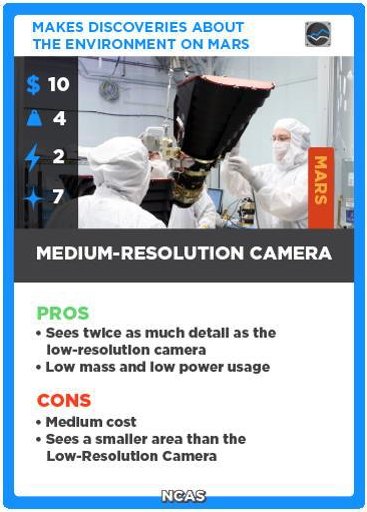 MAKES DISCOVERIES ABOUT
THE ENVIRONMENT ON MARS
$ 10
4
2
7
MARS
MEDIUM-RESOLUTION CAMERA
PROS
• Sees twice as much detail as the
low-resolution camera
• Low mass and low power usage
CONS
• Medium cost
• Sees a smaller area than the
Low-Resolution Camera
NCAS